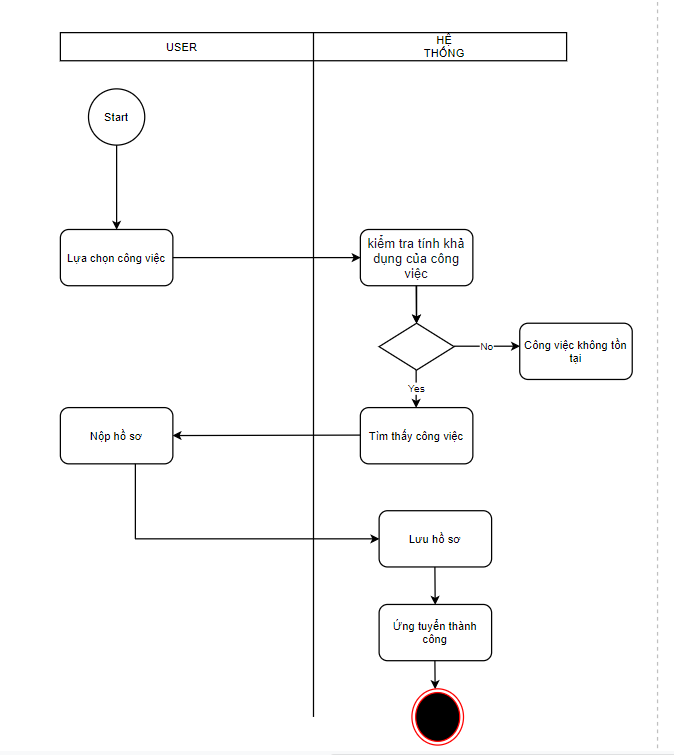 USER
HỆ
THỐNG
Start
Lựa chọn công việc
kiểm tra tính khả
dụng của công
việc
No
Công việc không tồn
tại
Yes
Nộp hồ sơ
Tìm thấy công việc
Lưu hồ sơ
Ứng tuyển thành
công